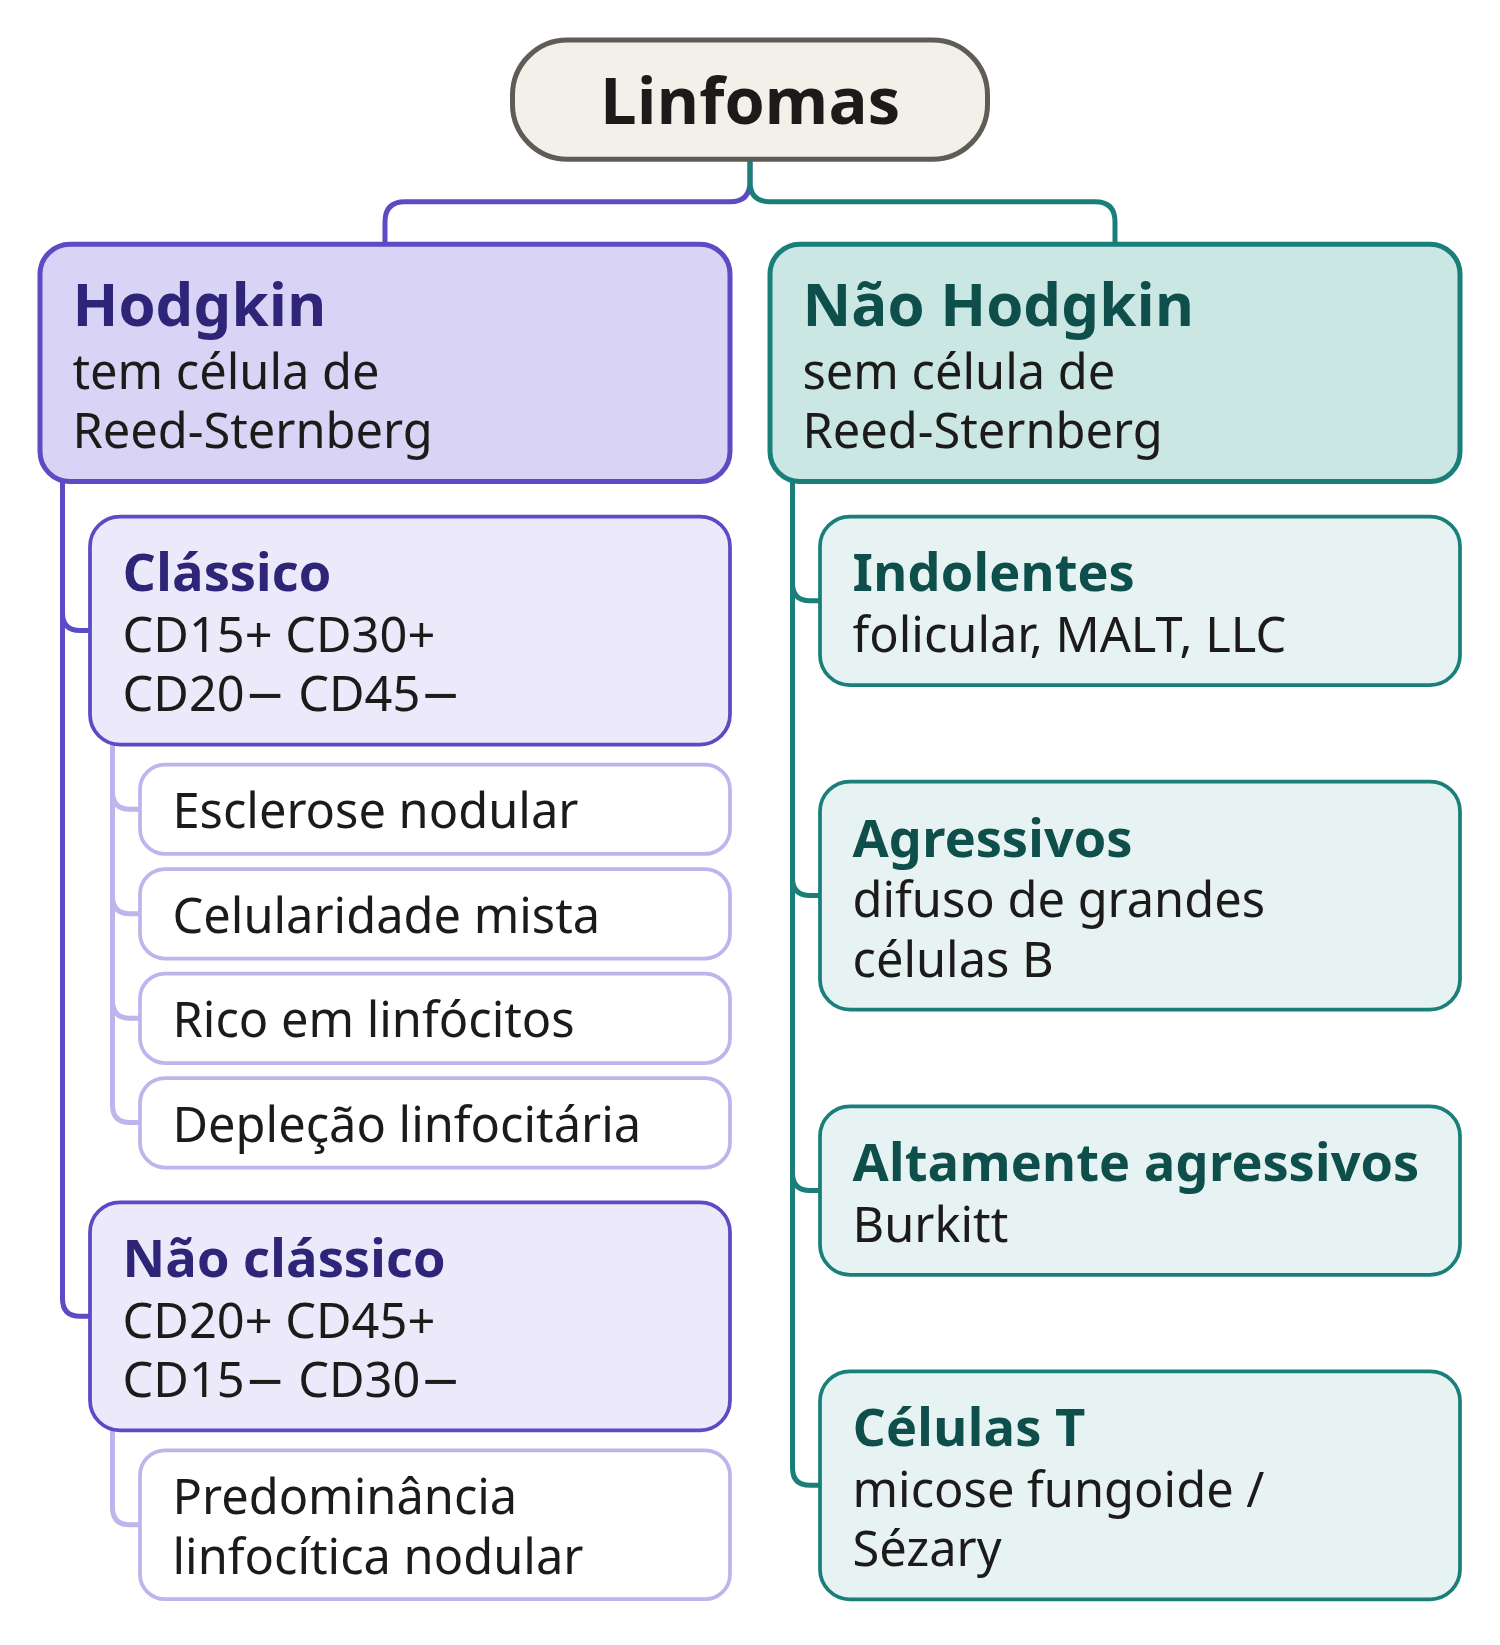 Linfomas
Hodgkin
tem célula de
Reed-Sternberg
Clássico
CD15+ CD30+
CD20− CD45−
Esclerose nodular
Celularidade mista
Rico em linfócitos
Depleção linfocitária
Não clássico
CD20+ CD45+
CD15− CD30−
Predominância
linfocítica nodular
Não Hodgkin
sem célula de
Reed-Sternberg
Indolentes
folicular, MALT, LLC
Agressivos
difuso de grandes
células B
Altamente agressivos
Burkitt
Células T
micose fungoide /
Sézary